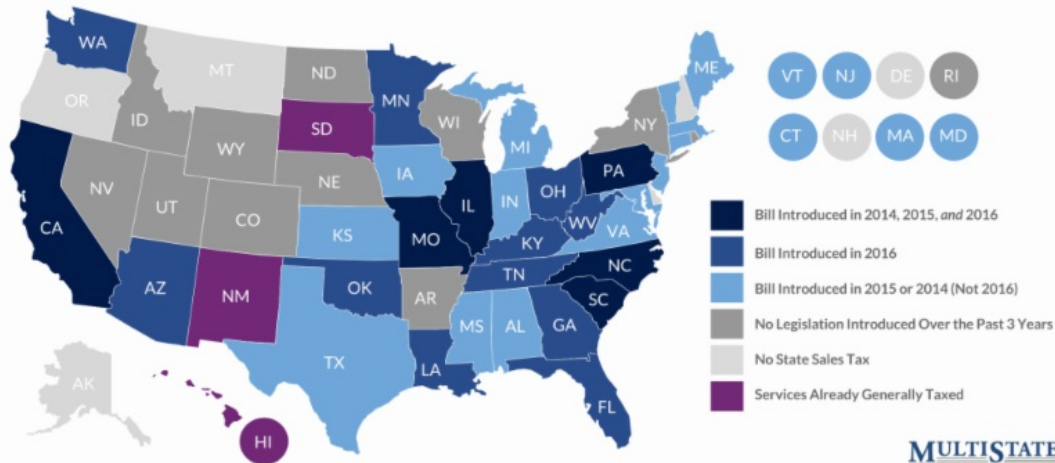 WA
MT
ND
MN
ME
VT
NJ
DE
RI
OR
ID
SD
WI
NY
MI
CT
NH
MA
MD
WY
IA
PA
NE
NV
UT
CO
IL
IN
OH
WV
VA
CA
KS
MO
KY
NC
TN
AZ
NM
OK
AR
SC
MS
AL
GA
TX
LA
FL
AK
HI
Bill Introduced in 2014, 2015, and 2016
Bill Introduced in 2016
Bill Introduced in 2015 or 2014 (Not 2016)
No Legislation Introduced Over the Past 3 Years
No State Sales Tax
Services Already Generally Taxed
MULTISTATE